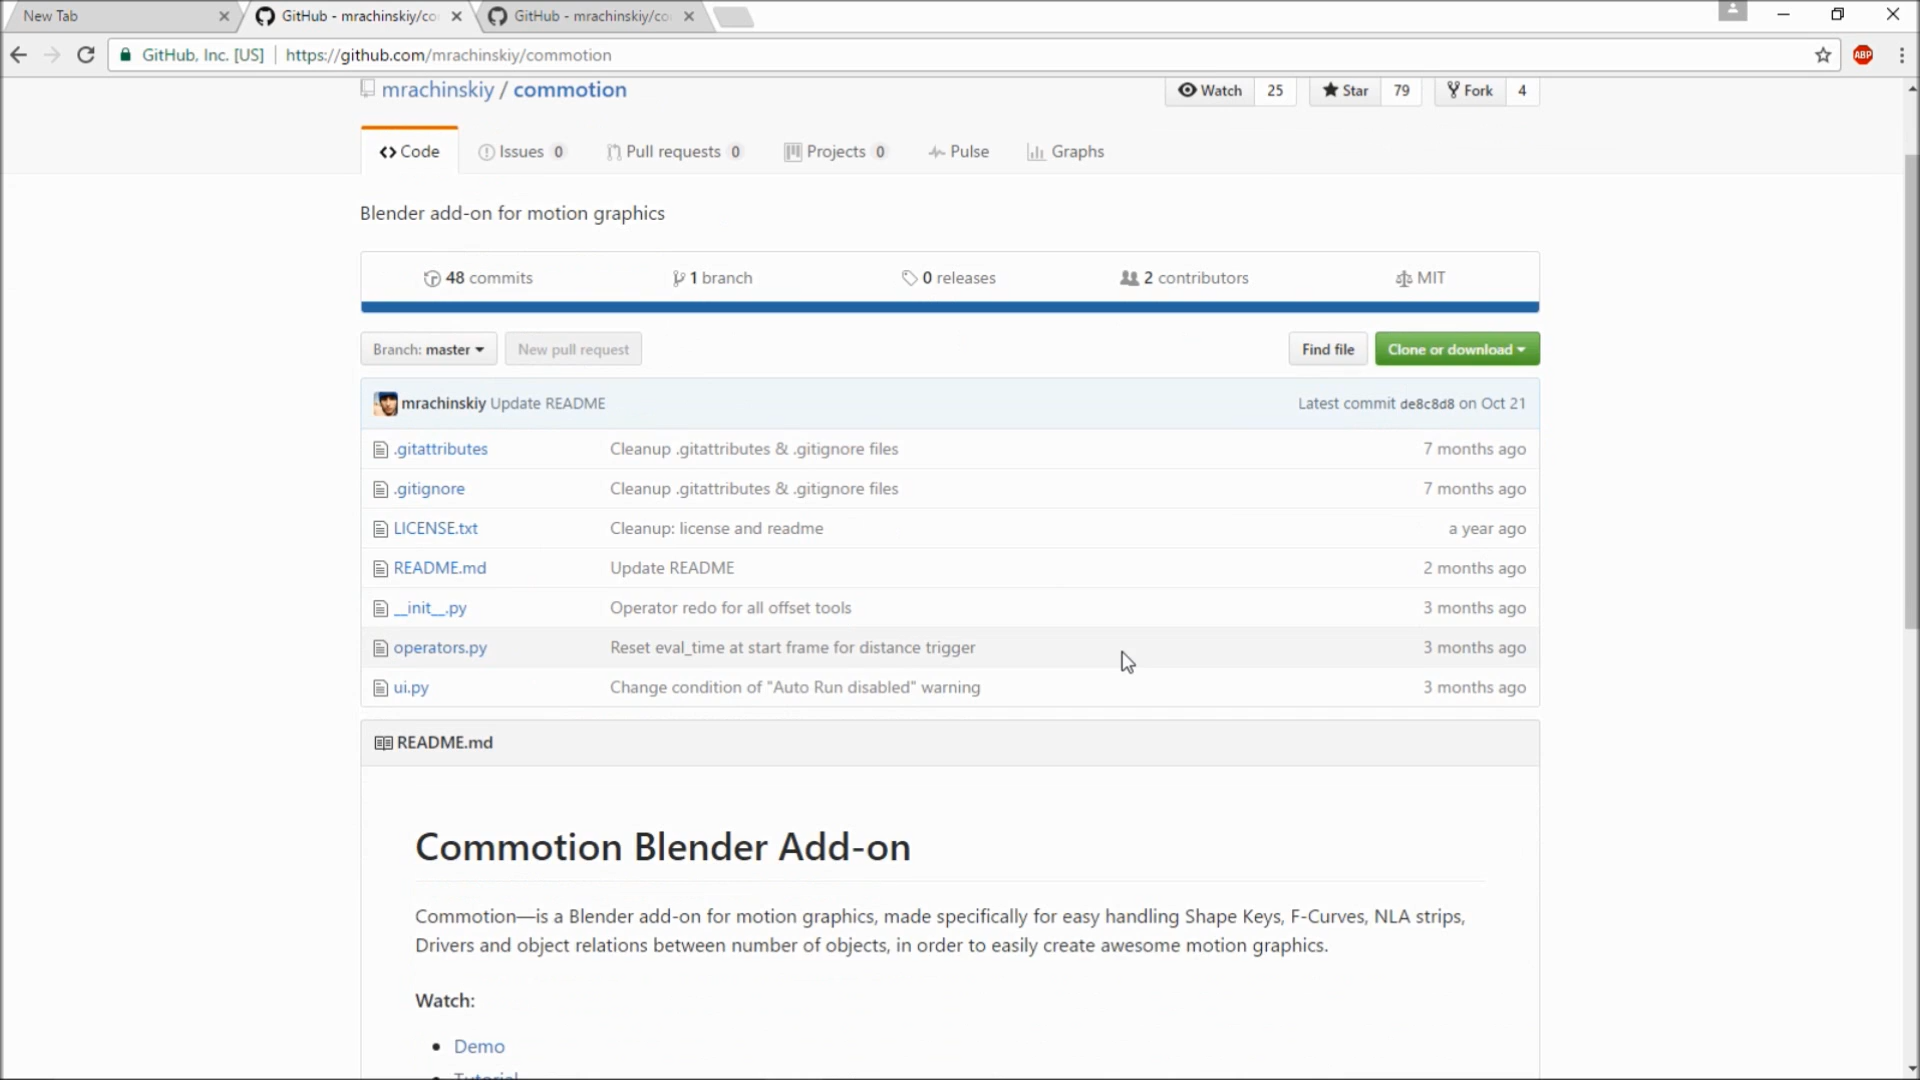 New Tab
GitHub - mrachinskiy/co
GitHub - mrachinskiy/co
GitHub, Inc. [US] https://github.com/mrachinskiy/commotion
ABP
mrachinskiy / commotion
Watch 25 Star 79 Fork 4
Code Issues 0 Pull requests 0 Projects 0 Pulse Graphs
Blender add-on for motion graphics
48 commits 1 branch 0 releases 2 contributors MIT
Branch: master New pull request Find file Clone or download
mrachinskiy Update README Latest commit de8c8d8 on Oct 21
.gitattributes Cleanup .gitattributes & .gitignore files 7 months ago
.gitignore Cleanup .gitattributes & .gitignore files 7 months ago
LICENSE.txt Cleanup: license and readme a year ago
README.md Update README 2 months ago
__init__.py Operator redo for all offset tools 3 months ago
operators.py Reset eval_time at start frame for distance trigger 3 months ago
ui.py Change condition of "Auto Run disabled" warning 3 months ago
README.md
Commotion Blender Add-on
Commotion—is a Blender add-on for motion graphics, made specifically for easy handling Shape Keys, F-Curves, NLA strips,
Drivers and object relations between number of objects, in order to easily create awesome motion graphics.
Watch:
Demo
Tutorial